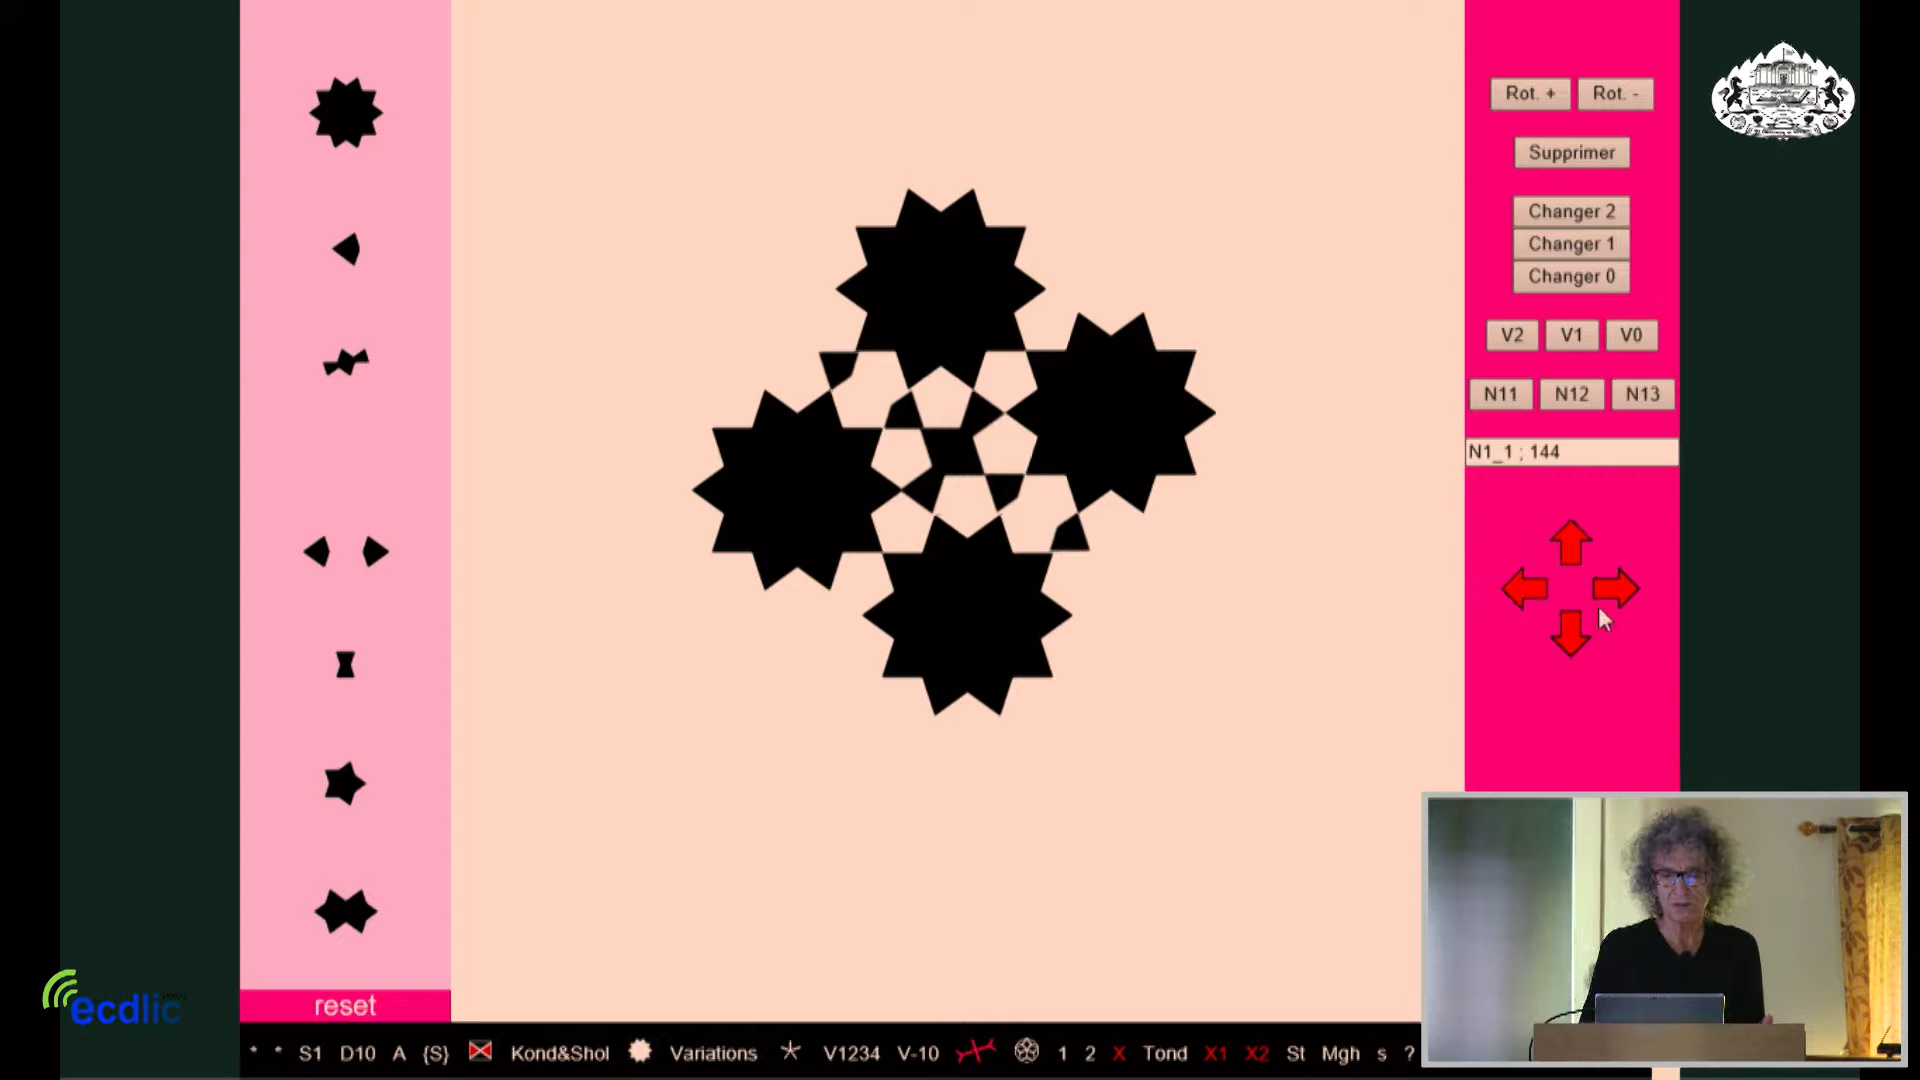 Rot. + Rot. -
Supprimer
Changer 2
Changer 1
Changer 0
V2 V1 V0
N11 N12 N13
N1_1 ; 144
ecdlic
reset
* * S1 D10 A {S} Kond&Shol Variations V1234 V-10 1 2 X Tond X1 X2 St Mgh s ?